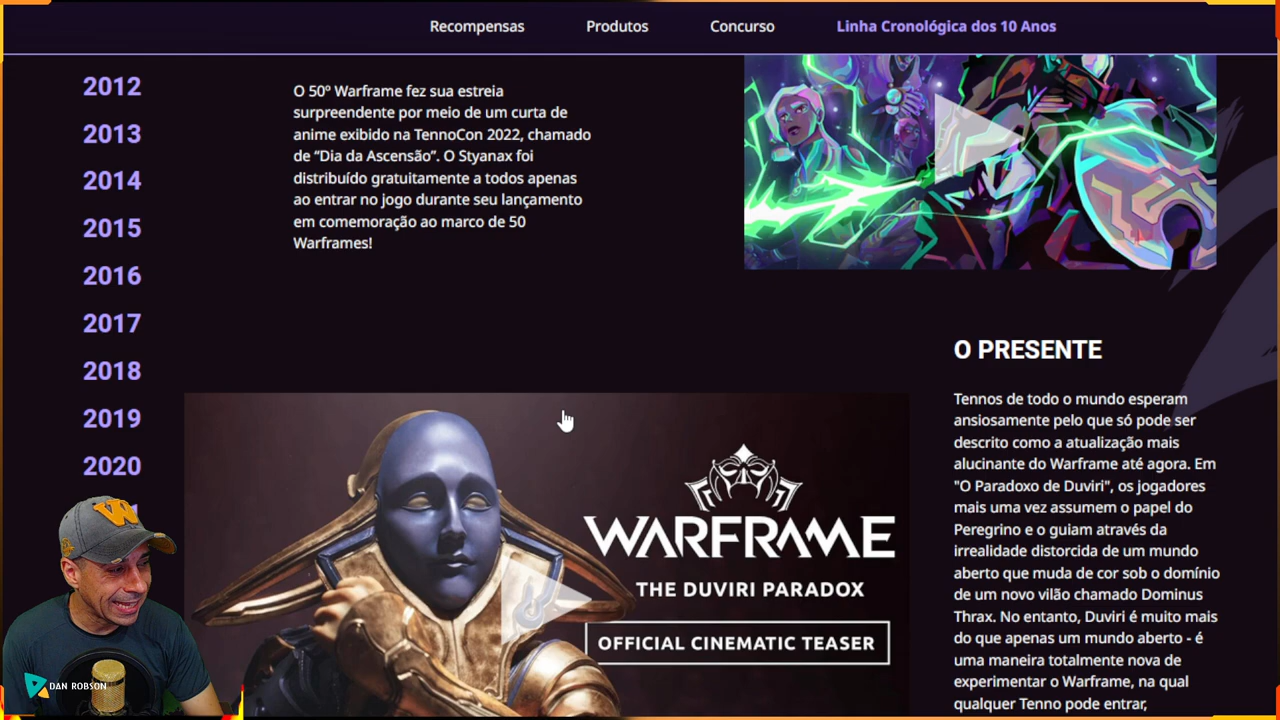 Recompensas
Produtos
Concurso
Linha Cronológica dos 10 Anos
2012
2013
2014
2015
2016
2017
2018
2019
2020
O 50º Warframe fez sua estreia
surpreendente por meio de um curta de
anime exibido na TennoCon 2022, chamado
de “Dia da Ascensão”. O Styanax foi
distribuído gratuitamente a todos apenas
ao entrar no jogo durante seu lançamento
em comemoração ao marco de 50
Warframes!
WARFRAME
THE DUVIRI PARADOX
OFFICIAL CINEMATIC TEASER
O PRESENTE
Tennos de todo o mundo esperam
ansiosamente pelo que só pode ser
descrito como a atualização mais
alucinante do Warframe até agora. Em
"O Paradoxo de Duviri", os jogadores
mais uma vez assumem o papel do
Peregrino e o guiam através da
irrealidade distorcida de um mundo
aberto que muda de cor sob o domínio
de um novo vilão chamado Dominus
Thrax. No entanto, Duviri é muito mais
do que apenas um mundo aberto - é
uma maneira totalmente nova de
experimentar o Warframe, na qual
qualquer Tenno pode entrar,
W
DAN ROBSON